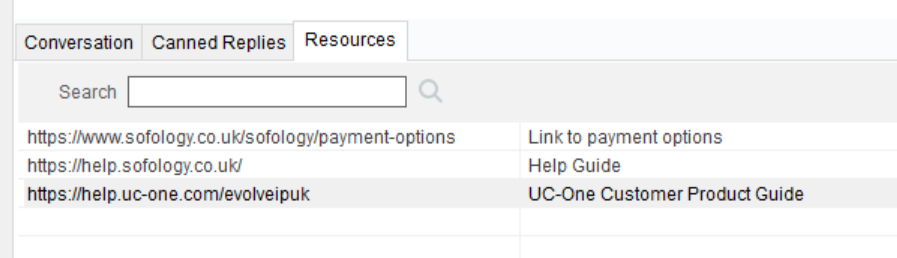 Conversation Canned Replies Resources
Search
https://www.sofology.co.uk/sofology/payment-options Link to payment options
https://help.sofology.co.uk/ Help Guide
https://help.uc-one.com/evolveipuk UC-One Customer Product Guide